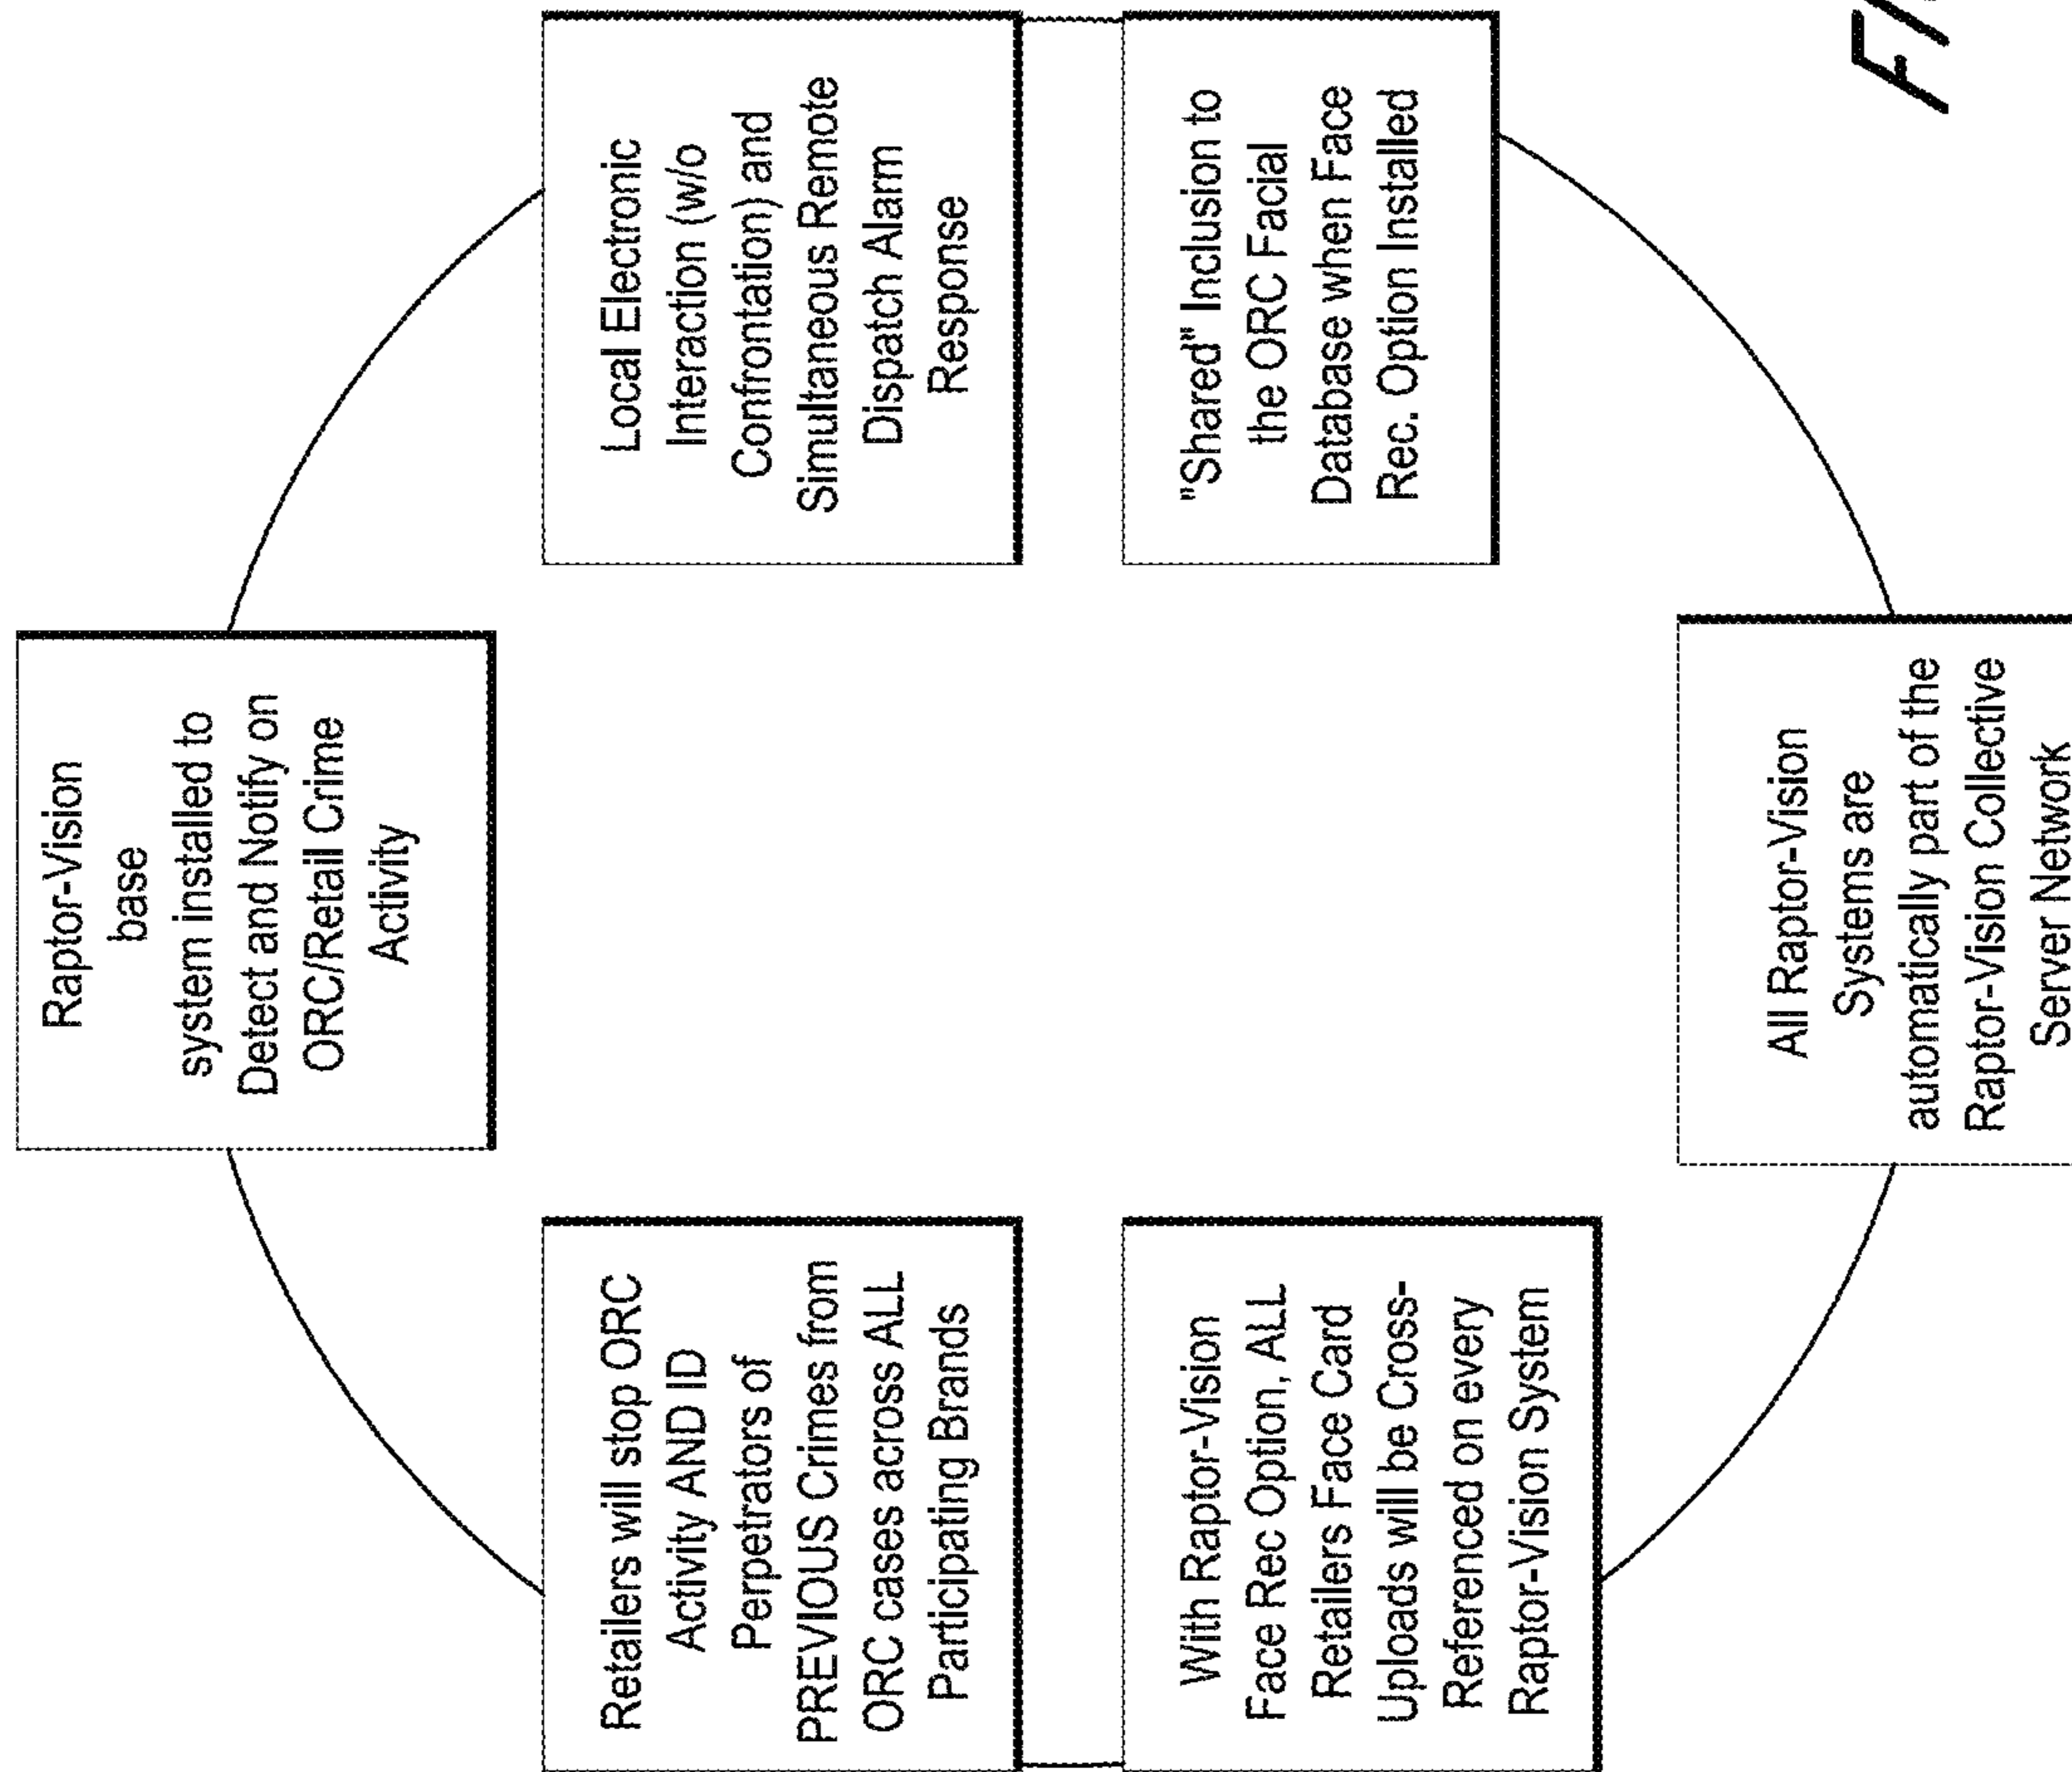 Raptor-Vision
base
system installed to
Detect and Notify on
ORC/Retail Crime
Activity
Local Electronic
Interaction (w/o
Confrontation) and
Simultaneous Remote
Dispatch Alarm
Response
"Shared" Inclusion to
the ORC Facial
Database when Face
Rec. Option Installed
All Raptor-Vision
Systems are
automatically part of the
Raptor-Vision Collective
Server Network
With Raptor-Vision
Face Rec Option, ALL
Retailers Face Card
Uploads will be Cross-
Referenced on every
Raptor-Vision System
Retailers will stop ORC
Activity AND ID
Perpetrators of
PREVIOUS Crimes from
ORC cases across ALL
Participating Brands